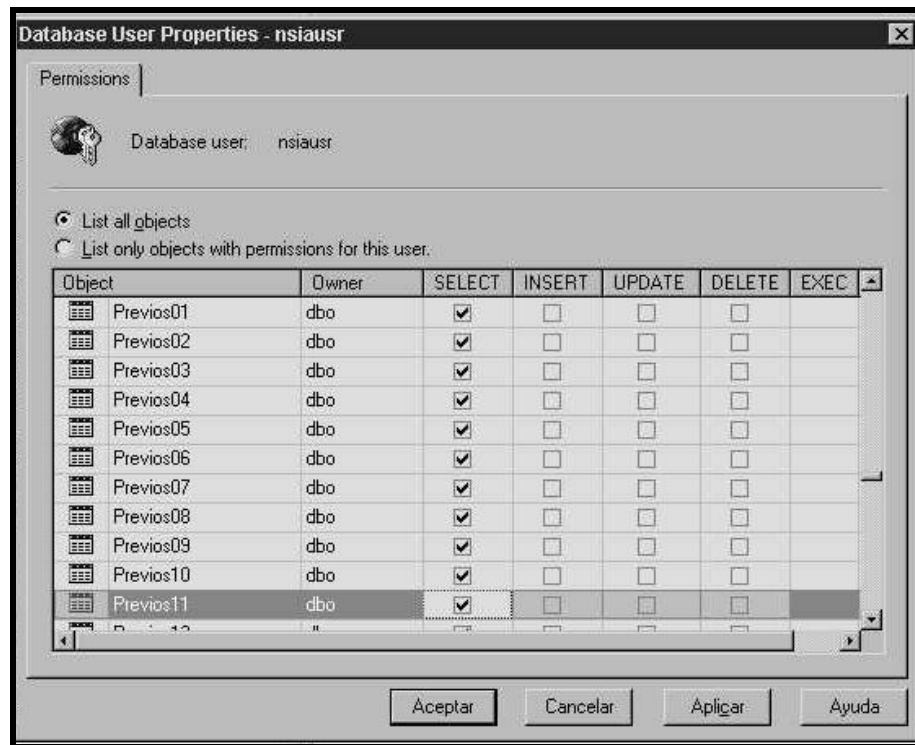 Database User Properties - nsiausr
Permissions
Database user: nsiausr
List all objects
List only objects with permissions for this user.
Object Owner SELECT INSERT UPDATE DELETE EXEC
Previos01 dbo
Previos02 dbo
Previos03 dbo
Previos04 dbo
Previos05 dbo
Previos06 dbo
Previos07 dbo
Previos08 dbo
Previos09 dbo
Previos10 dbo
Previos11 dbo
Aceptar Cancelar Aplicar Ayuda